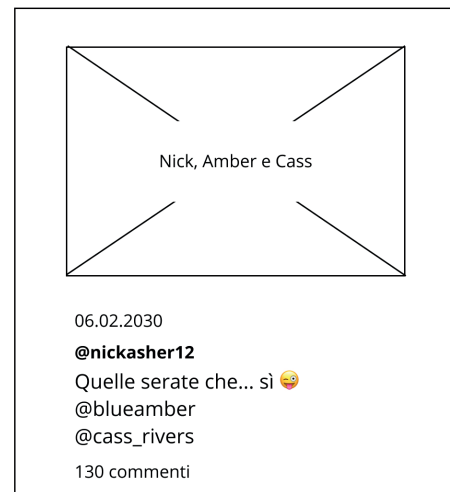 Nick, Amber e Cass
06.02.2030
@nickasher12
Quelle serate che... sì 😜
@blueamber
@cass_rivers
130 commenti